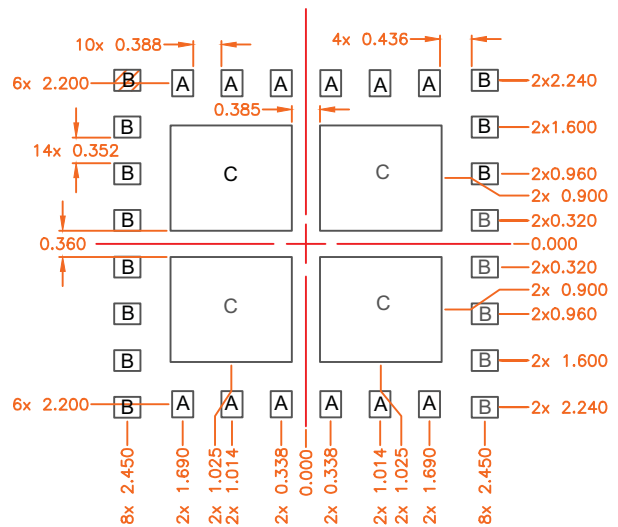 10x 0.388
4x 0.436
6x 2.200
B A A A A A A B
2x2.240
0.385
B B
2x1.600
14x 0.352
B C C B
2x0.960
2x 0.900
B B
2x0.320
0.360
0.000
B B
2x0.320
2x 0.900
C C
B B
2x0.960
B B
2x 1.600
6x 2.200
B A A A A A A B
2x 2.240
8x 2.450
2x 1.690
2x 1.025
2x 1.014
2x 0.338
0.000
2x 0.338
2x 1.014
2x 1.025
2x 1.690
8x 2.450